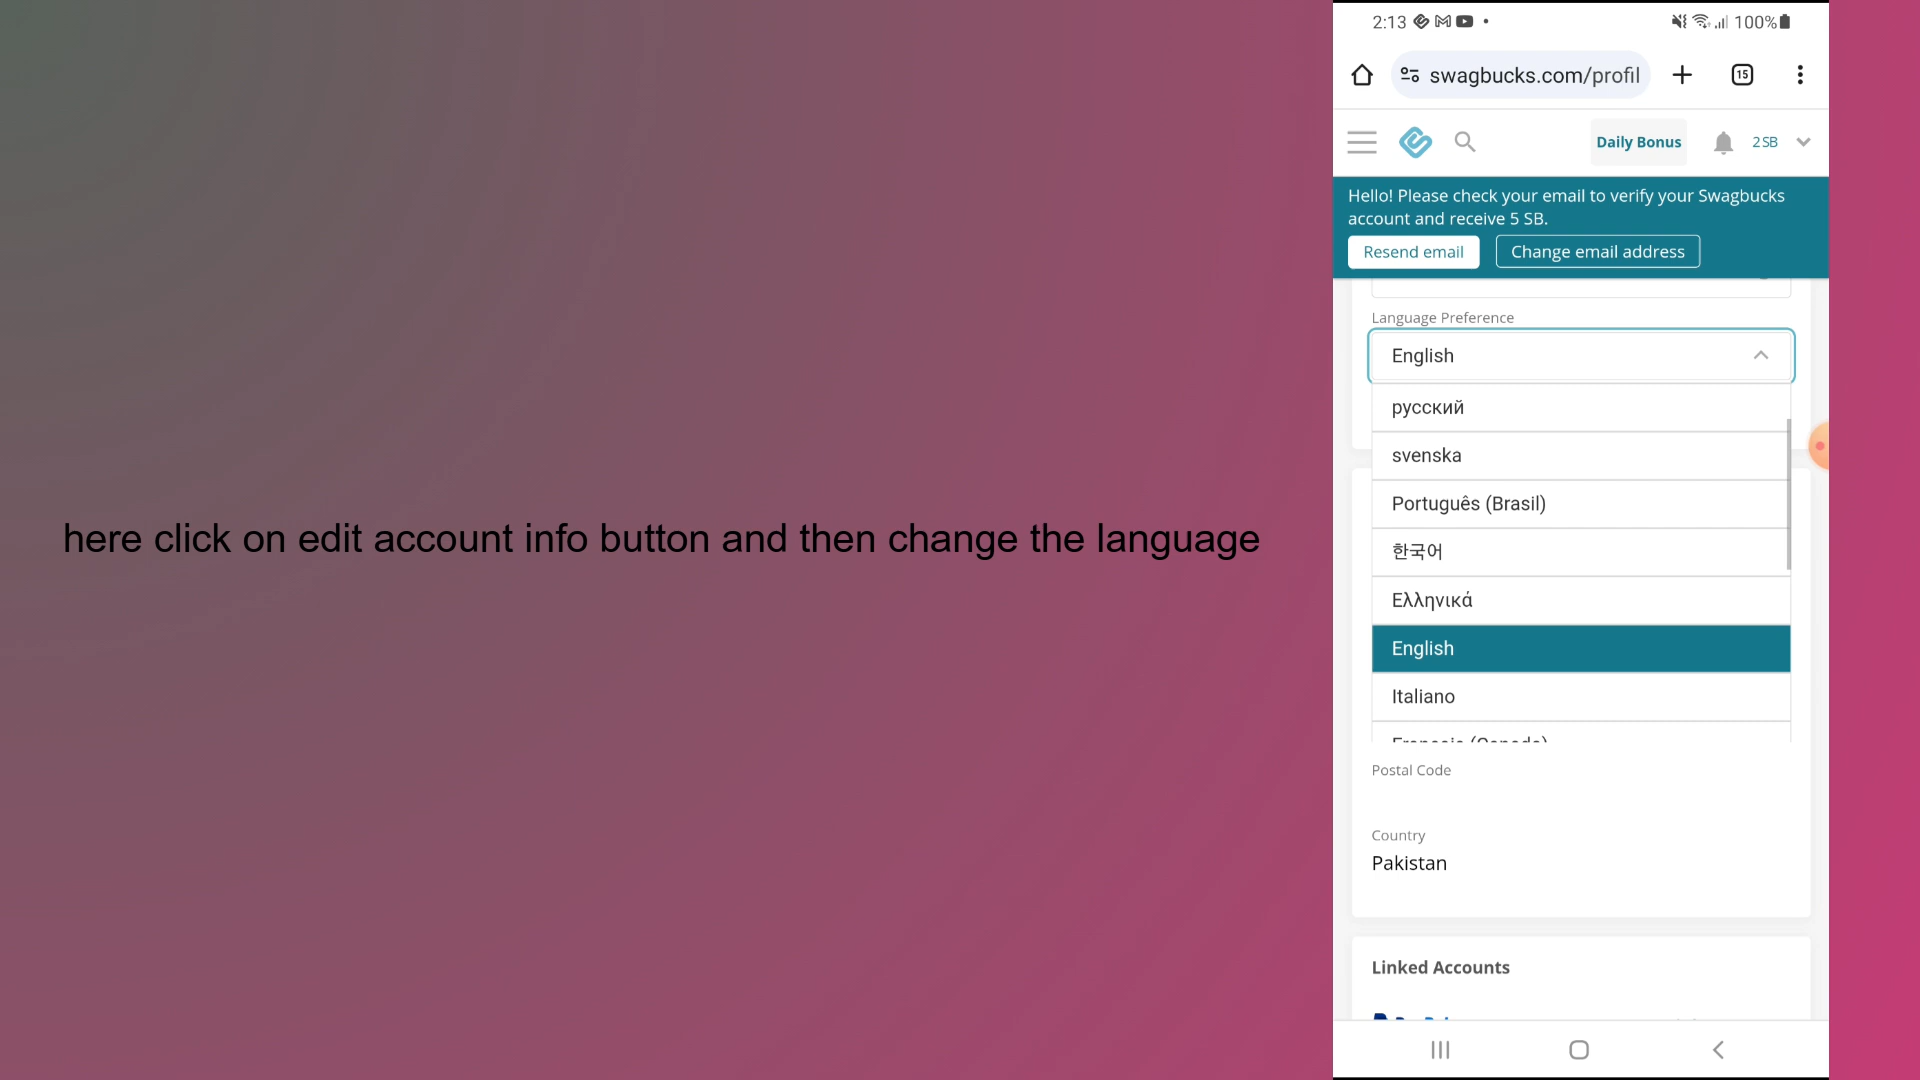 here click on edit account info button and then change the language
2:13
100%
swagbucks.com/profil
15
Daily Bonus
2 SB
Hello! Please check your email to verify your Swagbucks
account and receive 5 SB.
Resend email
Change email address
Language Preference
English
русский
svenska
Português (Brasil)
한국어
Ελληνικά
English
Italiano
Postal Code
Country
Pakistan
Linked Accounts